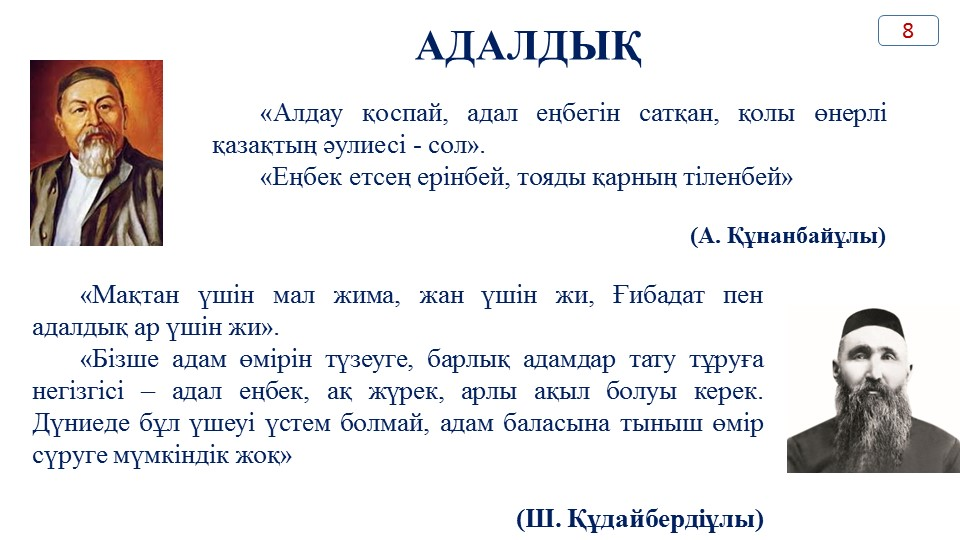 8
АДАЛДЫҚ
«Алдау қоспай, адал еңбегін сатқан, қолы өнерлі
қазақтың әулиесі - сол».
«Еңбек етсең ерінбей, тояды қарның тіленбей»
(А. Құнанбайұлы)
«Мақтан үшін мал жима, жан үшін жи, Ғибадат пен
адалдық ар үшін жи».
«Бізше адам өмірін түзеуге, барлық адамдар тату тұруға
негізгісі – адал еңбек, ақ жүрек, арлы ақыл болуы керек.
Дүниеде бұл үшеуі үстем болмай, адам баласына тыныш өмір
сүруге мүмкіндік жоқ»
(Ш. Құдайбердіұлы)